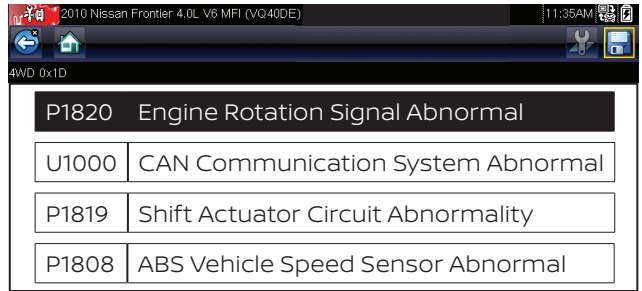 2010 Nissan Frontier 4.0L V6 MFI (VQ40DE) 11:35AM
4WD 0x1D
P1820 Engine Rotation Signal Abnormal
U1000 CAN Communication System Abnormal
P1819 Shift Actuator Circuit Abnormality
P1808 ABS Vehicle Speed Sensor Abnormal